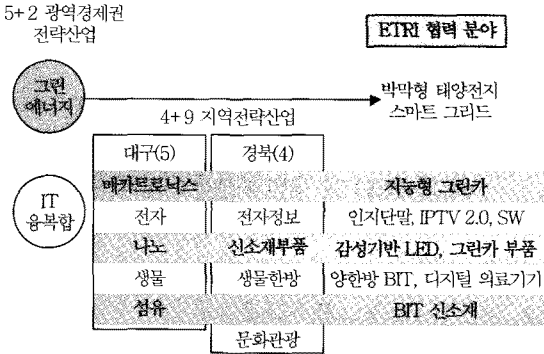 5+2 광역경제권
전략산업
ETRI 협력 분야
그린
에너지
박막형 태양전지
스마트 그리드
4+9 지역전략산업
대구(5) 경북(4)
메카트로닉스 지능형 그린카
IT
융복합
전자 전자정보 인지단말, IPTV 2.0, SW
나노 신소재부품 감성기반 LED, 그린카 부품
생물 생물한방 양한방 BIT, 디지털 의료기기
섬유 BIT 신소재
문화관광